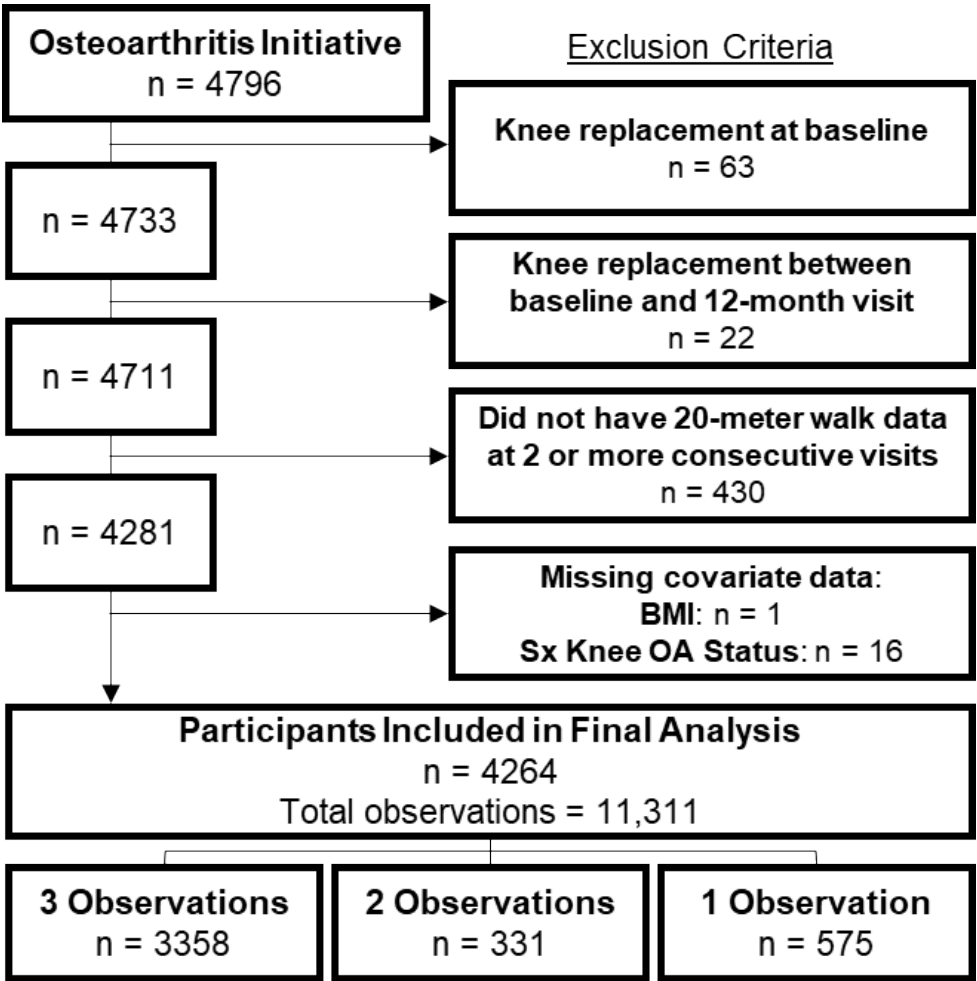 Osteoarthritis Initiative
n = 4796
Exclusion Criteria
Knee replacement at baseline
n = 63
n = 4733
Knee replacement between
baseline and 12-month visit
n = 22
n = 4711
Did not have 20-meter walk data
at 2 or more consecutive visits
n = 430
n = 4281
Missing covariate data:
BMI: n = 1
Sx Knee OA Status: n = 16
Participants Included in Final Analysis
n = 4264
Total observations = 11,311
3 Observations
n = 3358
2 Observations
n = 331
1 Observation
n = 575